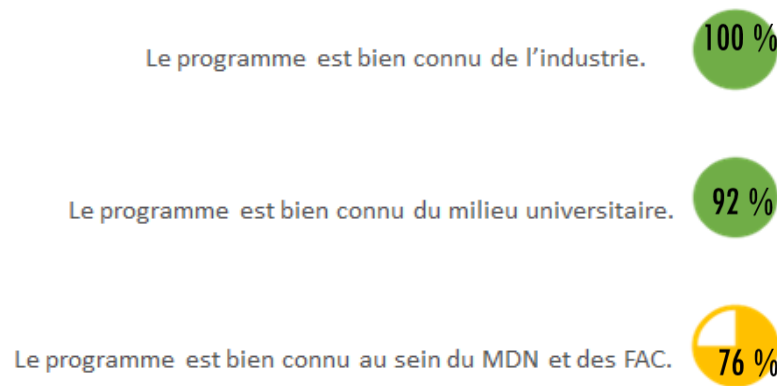 Le programme est bien connu de l'industrie. 100 %
Le programme est bien connu du milieu universitaire. 92 %
Le programme est bien connu au sein du MDN et des FAC. 76 %